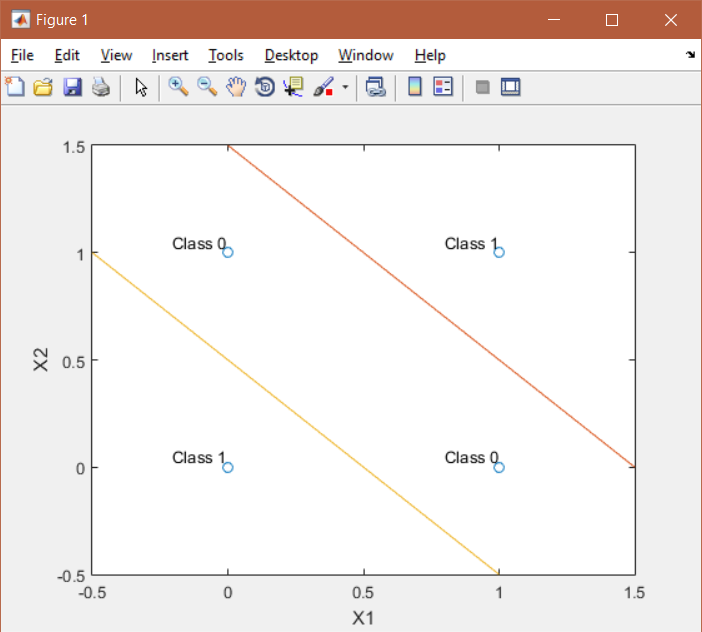 Figure 1
File Edit View Insert Tools Desktop Window Help
1.5
Class 0 Class 1
1
X2
0.5
Class 1 Class 0
0
-0.5
-0.5 0 0.5 1 1.5
X1